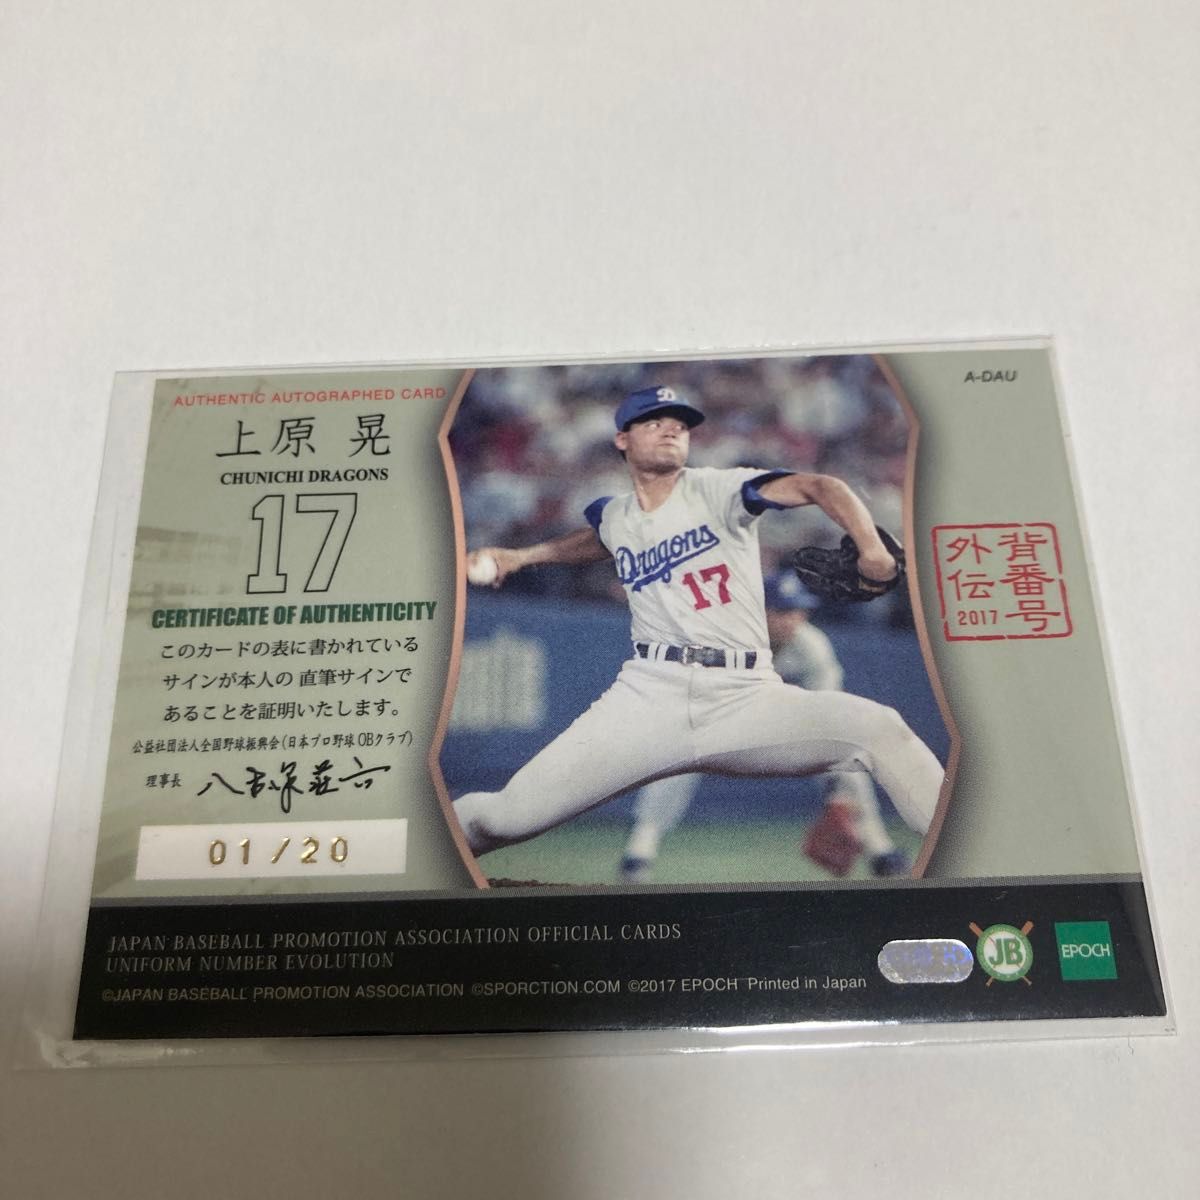 AUTHENTIC AUTOGRAPHED CARD
上原 晃
CHUNICHI DRAGONS
17
CERTIFICATE OF AUTHENTICITY
このカードの表に書かれている
サインが本人の 直筆サインで
あることを証明いたします。
公益社団法人全国野球振興会(日本プロ野球OBクラブ)
理事長 八木沢荘六
01/20
A-DAU
D
Dragons
17
背番号
外伝
2017
JAPAN BASEBALL PROMOTION ASSOCIATION OFFICIAL CARDS
UNIFORM NUMBER EVOLUTION
©JAPAN BASEBALL PROMOTION ASSOCIATION ©SPORCTION.COM ©2017 EPOCH Printed in Japan
JB
EPOCH